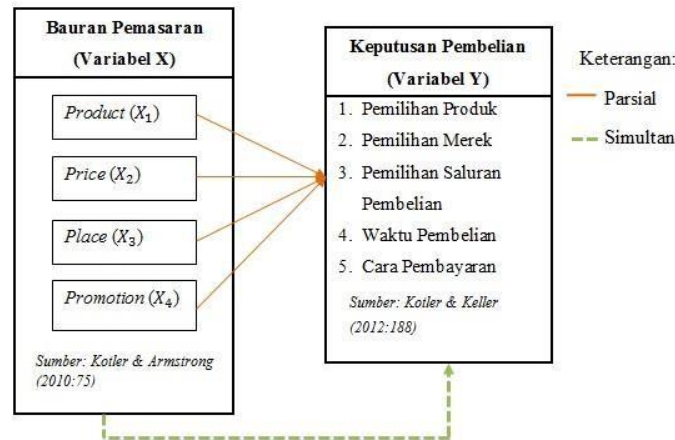 Bauran Pemasaran
(Variabel X)
Product (X₁)
Price (X₂)
Place (X₃)
Promotion (X₄)
Sumber: Kotler & Armstrong
(2010:75)
Keputusan Pembelian
(Variabel Y)
1. Pemilihan Produk
2. Pemilihan Merek
3. Pemilihan Saluran
Pembelian
4. Waktu Pembelian
5. Cara Pembayaran
Sumber: Kotler & Keller
(2012:188)
Keterangan:
Parsial
Simultan